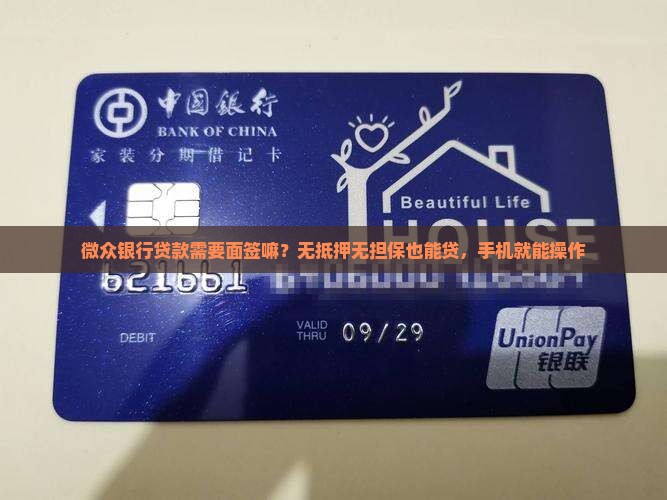 中国银行
BANK OF CHINA
家装分期借记卡
Beautiful Life
HOUSE
微众银行贷款需要面签嘛？无抵押无担保也能贷，手机就能操作
621661
DEBIT
VALID
THRU
09/29
UnionPay
银联